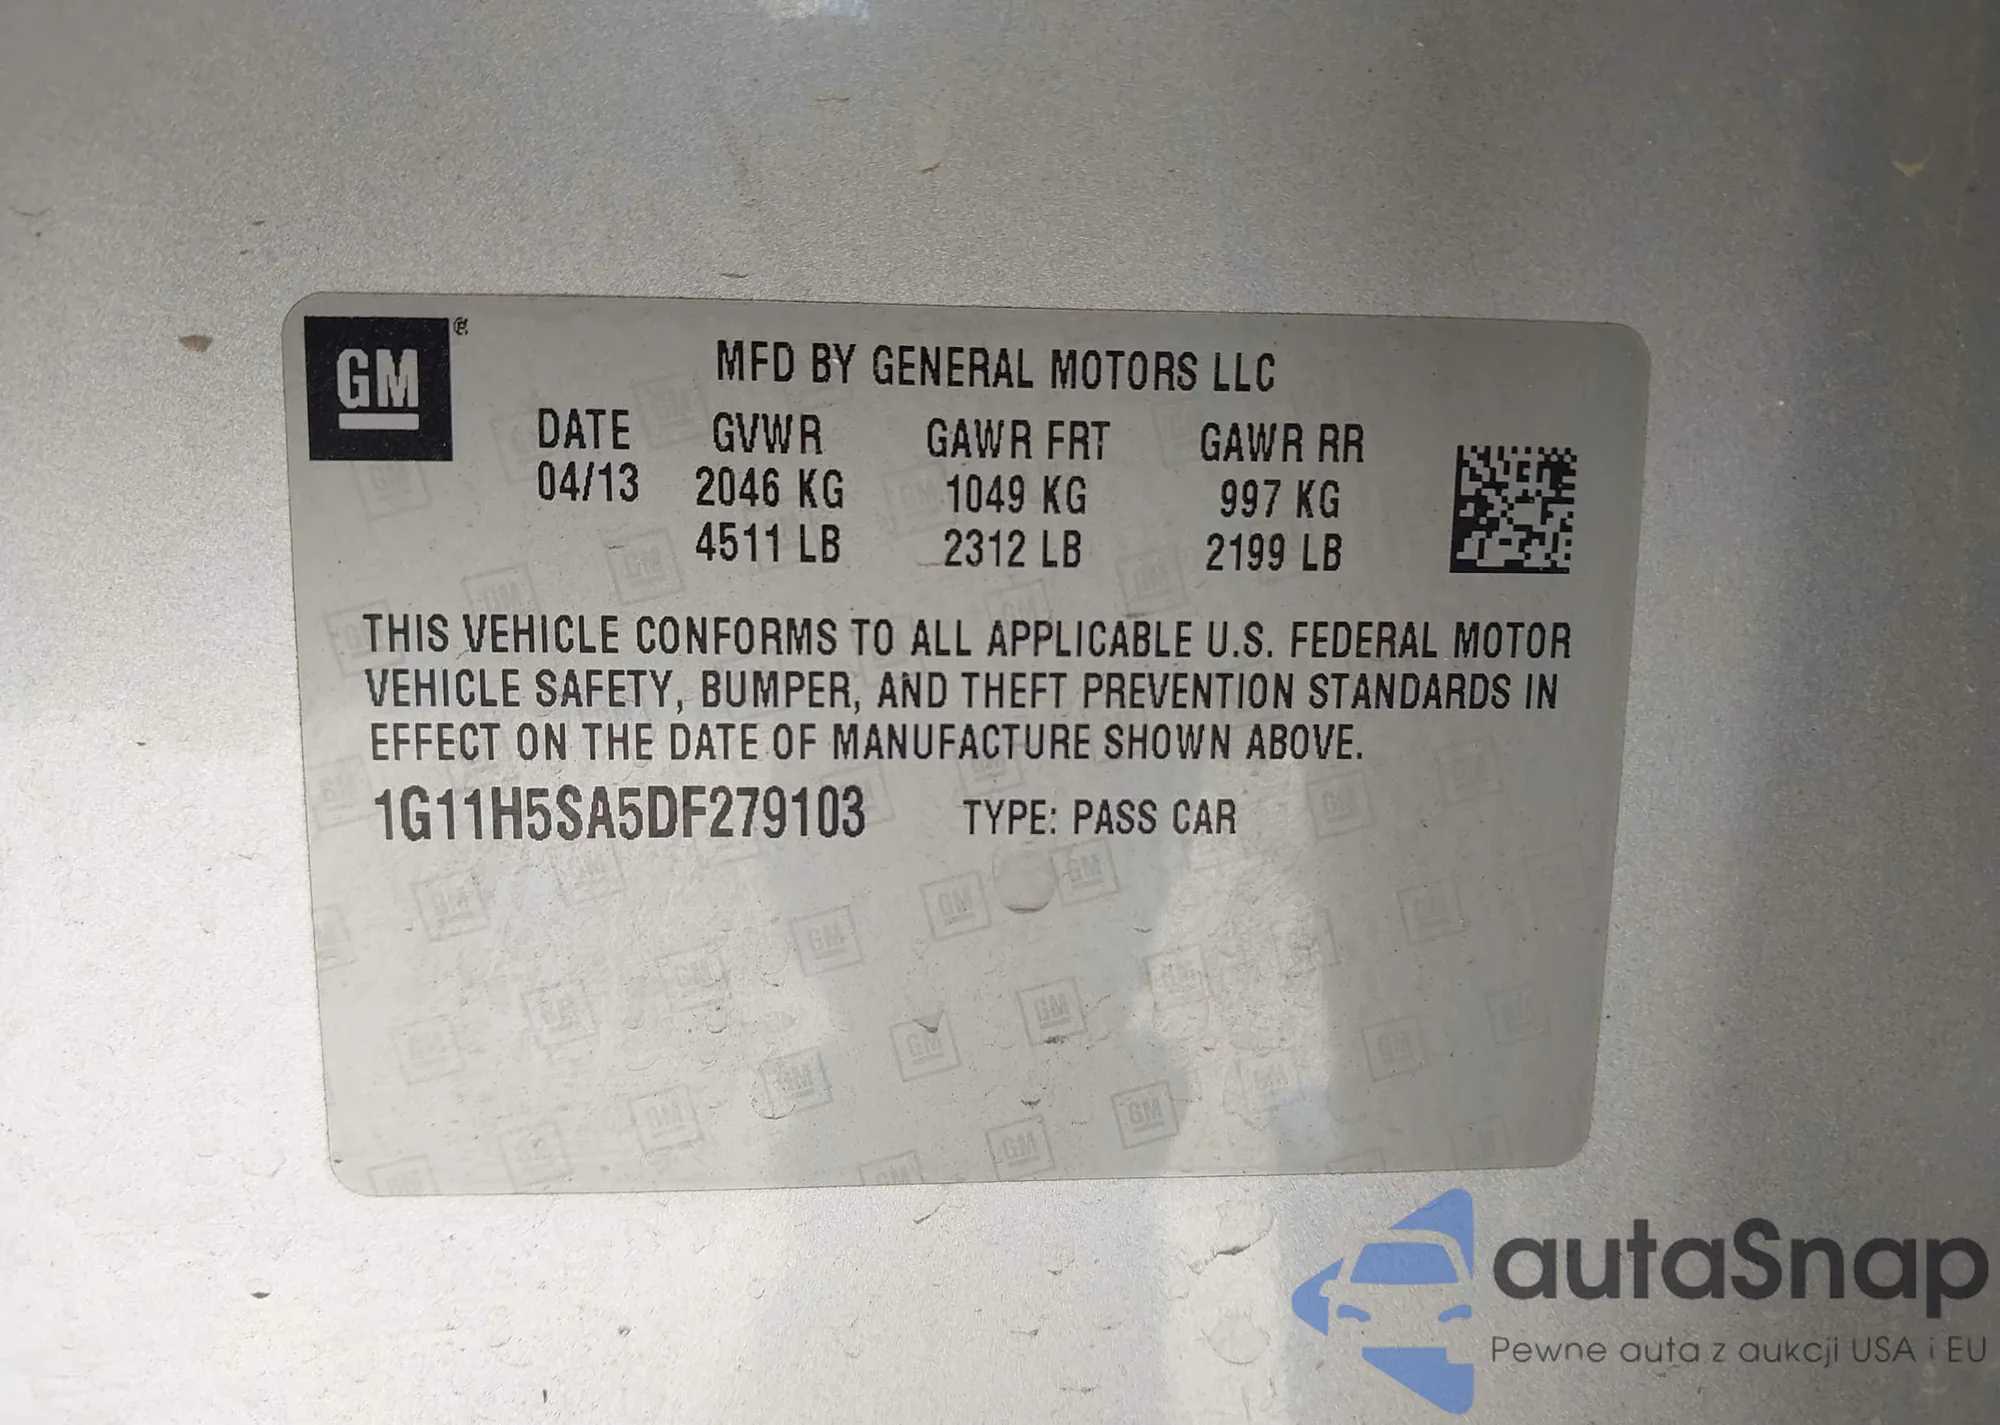 GM®
MFD BY GENERAL MOTORS LLC
DATE GVWR GAWR FRT GAWR RR
04/13 2046 KG 1049 KG 997 KG
4511 LB 2312 LB 2199 LB
THIS VEHICLE CONFORMS TO ALL APPLICABLE U.S. FEDERAL MOTOR
VEHICLE SAFETY, BUMPER, AND THEFT PREVENTION STANDARDS IN
EFFECT ON THE DATE OF MANUFACTURE SHOWN ABOVE.
1G11H5SA5DF279103 TYPE: PASS CAR
autaSnap
Pewne auta z aukcji USA i EU